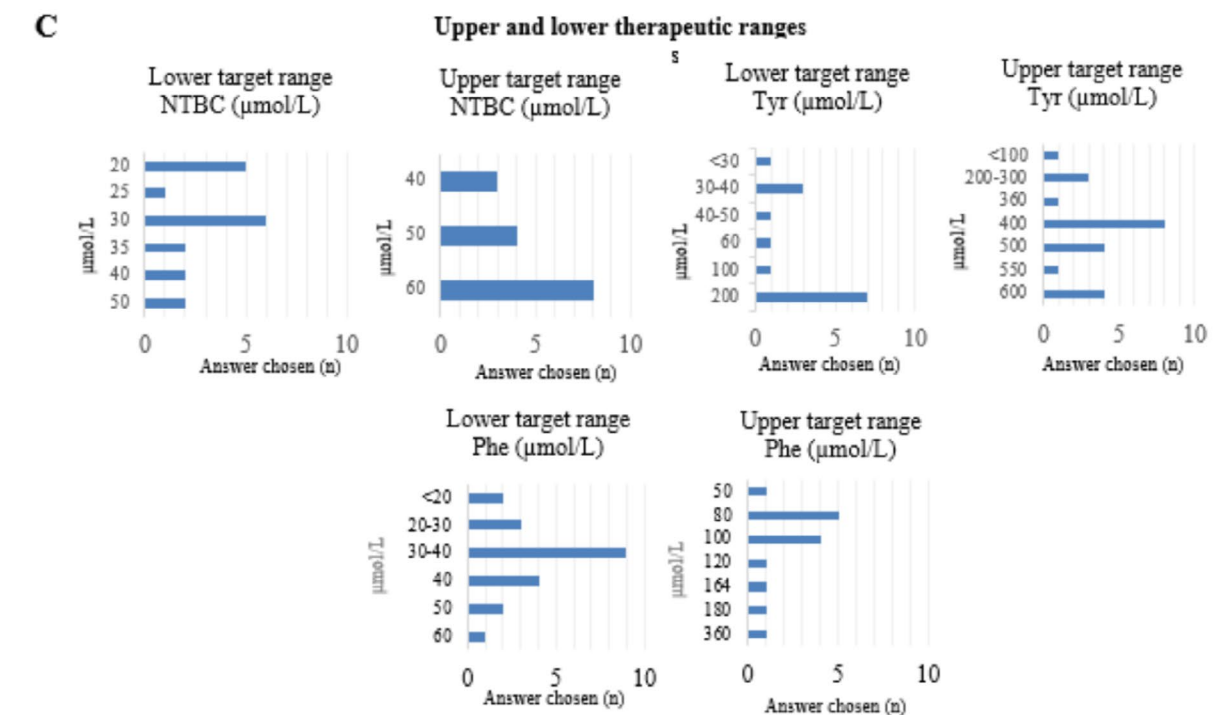 C
Upper and lower therapeutic ranges
s
Lower target range
NTBC (µmol/L)
µmol/L
20
25
30
35
40
50
0 5 10
Answer chosen (n)
Upper target range
NTBC (µmol/L)
µmol/L
40
50
60
0 5 10
Answer chosen (n)
Lower target range
Tyr (µmol/L)
µmol/L
<30
30-40
40-50
60
100
200
0 5 10
Answer chosen (n)
Upper target range
Tyr (µmol/L)
µmol/L
<100
200-300
360
400
500
550
600
0 5 10
Answer chosen (n)
Lower target range
Phe (µmol/L)
µmol/L
<20
20-30
30-40
40
50
60
0 5 10
Answer chosen (n)
Upper target range
Phe (µmol/L)
µmol/L
50
80
100
120
164
180
360
0 5 10
Answer chosen (n)